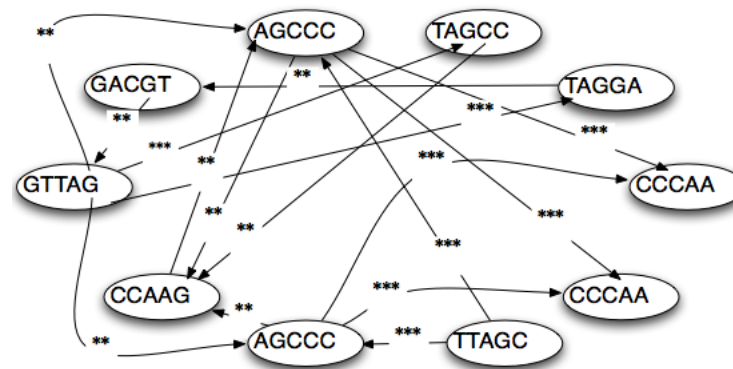 ** AGCCC TAGCC
GACGT ** TAGGA
** *** ** *** ***
GTTAG CCCAA
** ** *** ***
CCAAG ** *** CCCAA
** AGCCC *** TTAGC